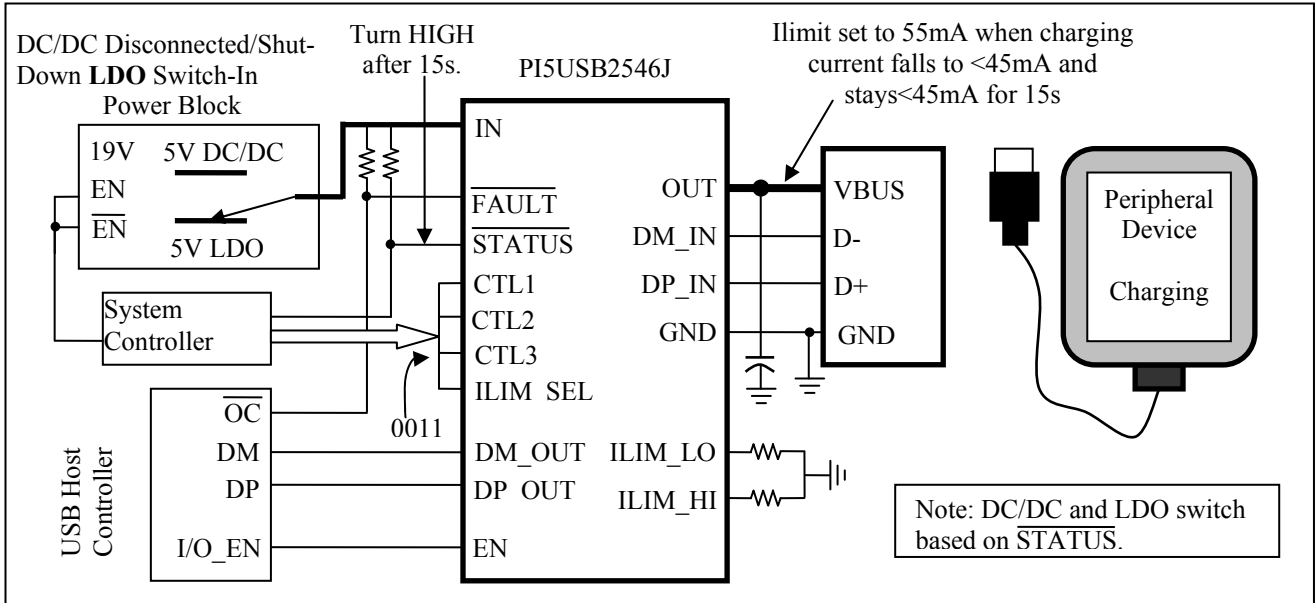 DC/DC Disconnected/Shut-
Down LDO Switch-In
Power Block
19V
5V DC/DC
EN
EN
5V LDO
Turn HIGH
after 15s.
PI5USB2546J
Ilimit set to 55mA when charging
current falls to <45mA and
stays<45mA for 15s
System
Controller
USB Host
Controller
OC
DM
DP
I/O_EN
0011
IN
FAULT
STATUS
CTL1
CTL2
CTL3
ILIM SEL
DM_OUT
DP OUT
EN
OUT
DM_IN
DP_IN
GND
ILIM_LO
ILIM_HI
VBUS
D-
D+
GND
Peripheral
Device
Charging
Note: DC/DC and LDO switch
based on STATUS.